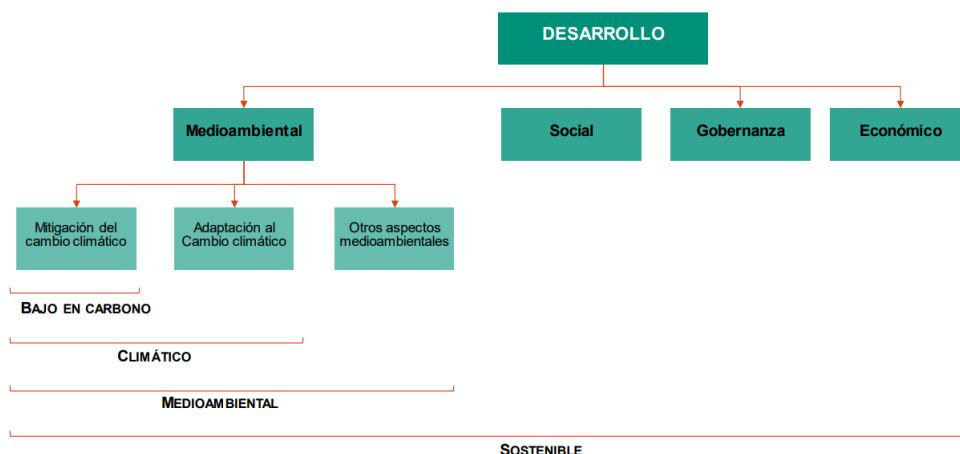 DESARROLLO
Medioambiental
Social
Gobernanza
Económico
Mitigación del
cambio climático
Adaptación al
Cambio climático
Otros aspectos
medioambientales
BAJO EN CARBONO
CLIMÁTICO
MEDIOAMBIENTAL
SOSTENIBLE